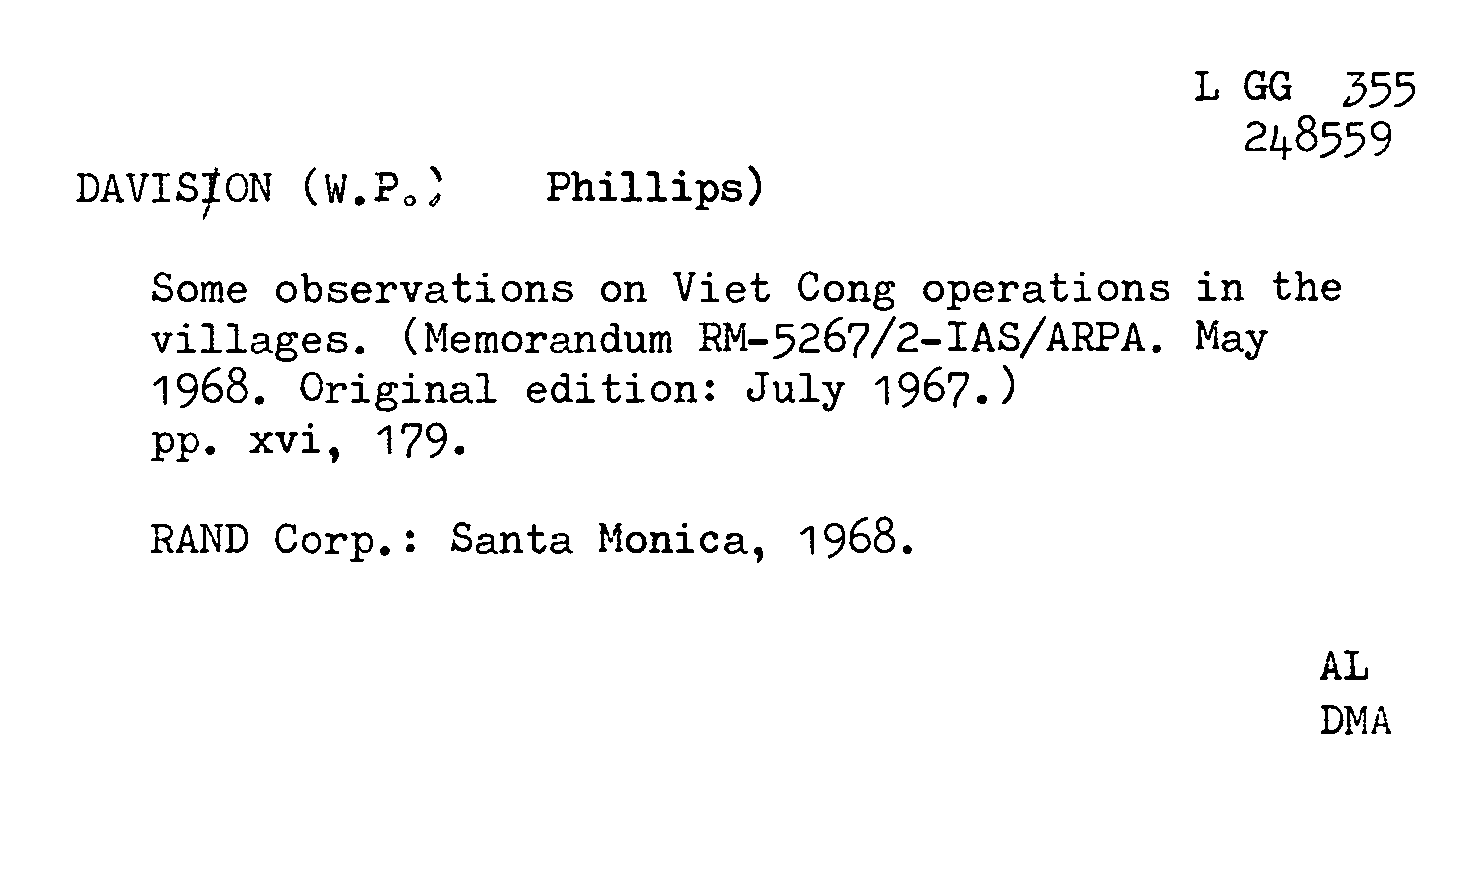 L GG 355
248559
DAVISION (W.P.) Phillips)
Some observations on Viet Cong operations in the
villages. (Memorandum RM-5267/2-IAS/ARPA. May
1968. Original edition: July 1967.)
pp. xvi, 179.
RAND Corp.: Santa Monica, 1968.
AL
DMA